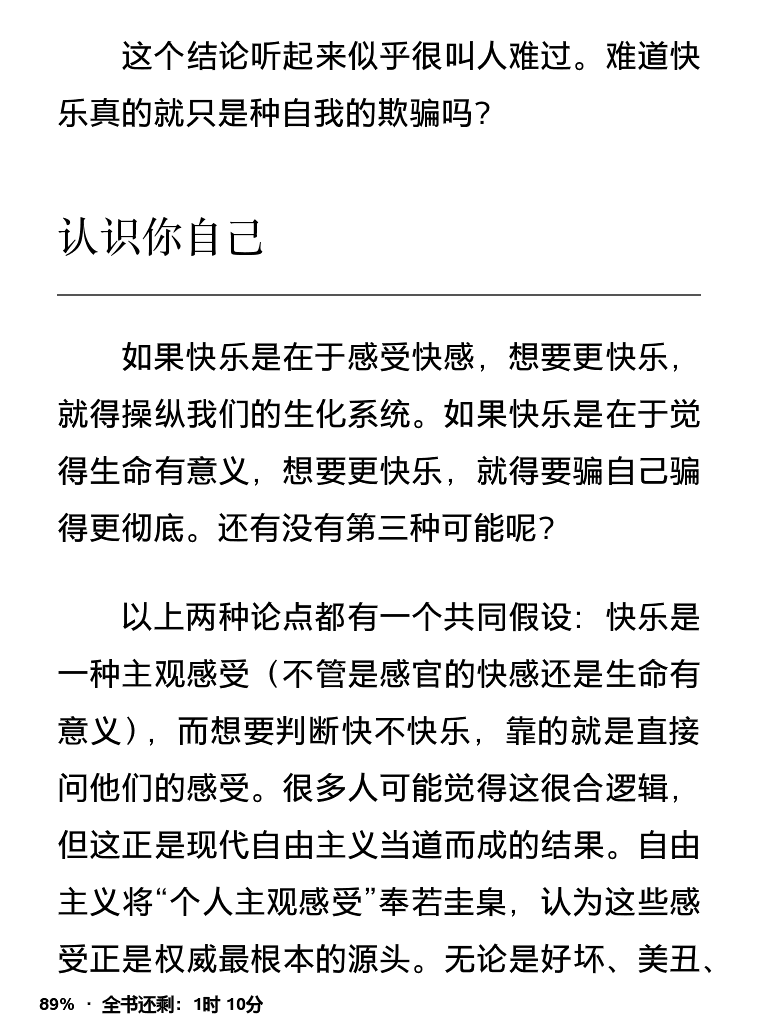 这个结论听起来似乎很叫人难过。难道快
乐真的就只是种自我的欺骗吗？
认识你自己
如果快乐是在于感受快感，想要更快乐，
就得操纵我们的生化系统。如果快乐是在于觉
得生命有意义，想要更快乐，就得要骗自己骗
得更彻底。还有没有第三种可能呢？
以上两种论点都有一个共同假设：快乐是
一种主观感受（不管是感官的快感还是生命有
意义），而想要判断快不快乐，靠的就是直接
问他们的感受。很多人可能觉得这很合逻辑，
但这正是现代自由主义当道而成的结果。自由
主义将“个人主观感受”奉若圭臬，认为这些感
受正是权威最根本的源头。无论是好坏、美丑、
89% · 全书还剩：1时 10分